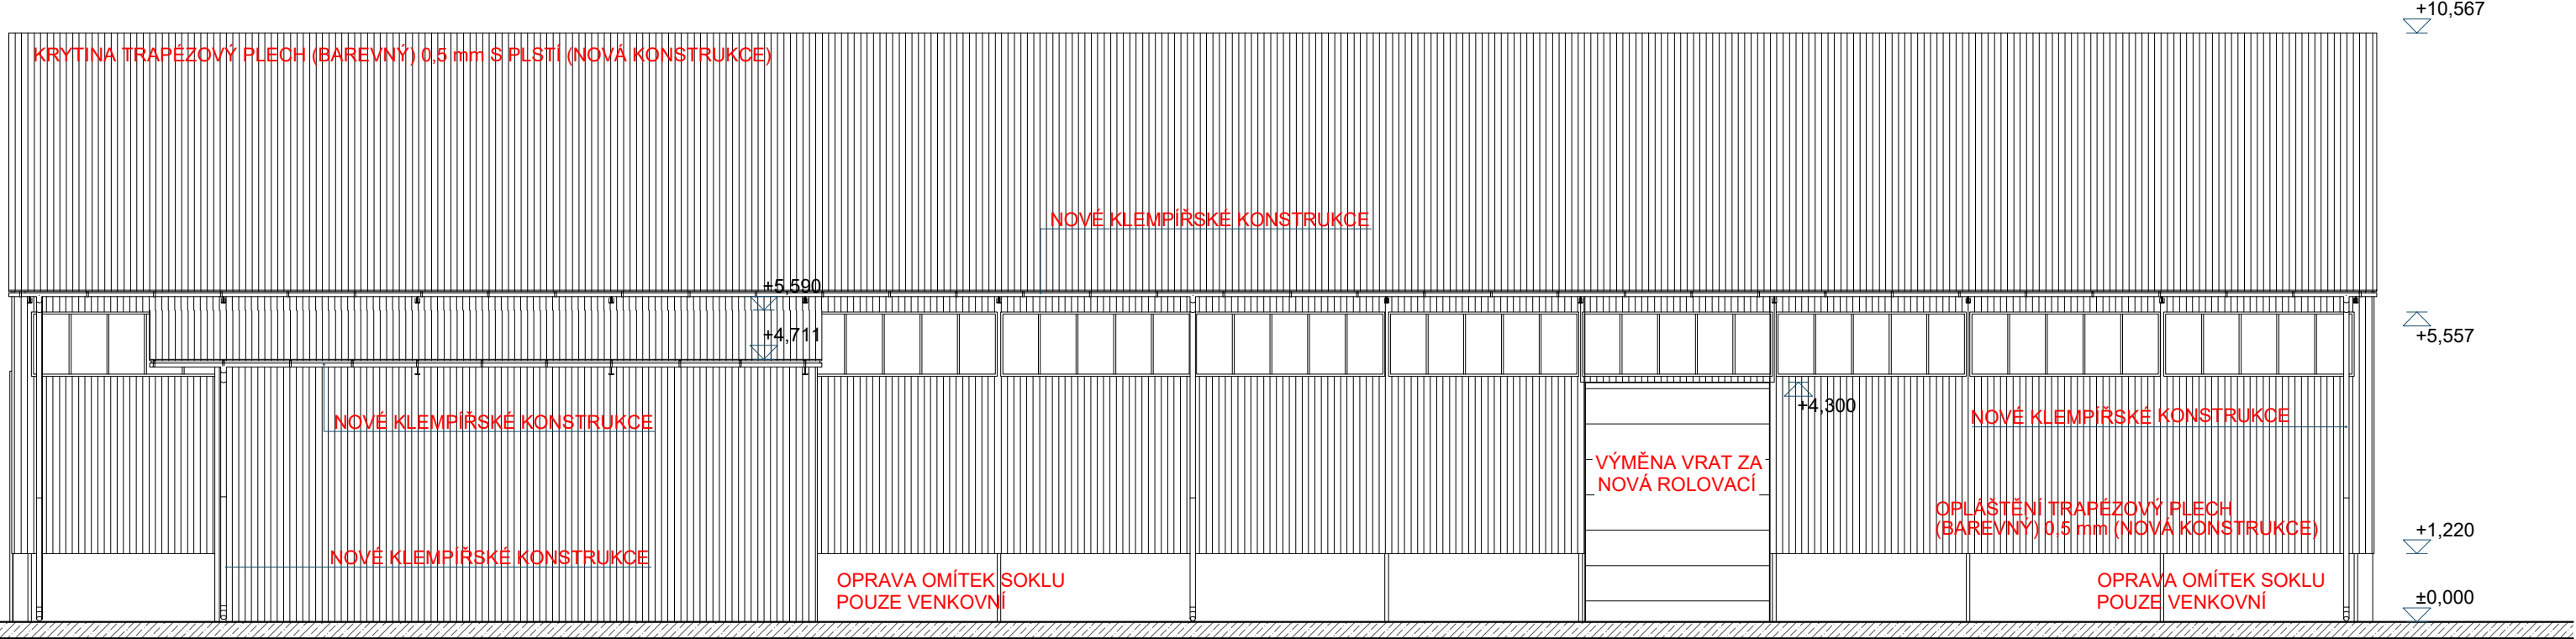 +10,567
KRYTINA TRAPÉZOVÝ PLECH (BAREVNÝ) 0,5 mm S PLSTÍ (NOVÁ KONSTRUKCE)
NOVÉ KLEMPÍŘSKÉ KONSTRUKCE
+5,590
+4,711
+5,557
+4,300
NOVÉ KLEMPÍŘSKÉ KONSTRUKCE
NOVÉ KLEMPÍŘSKÉ KONSTRUKCE
VÝMĚNA VRAT ZA
NOVÁ ROLOVACÍ
OPLÁŠTĚNÍ TRAPÉZOVÝ PLECH
(BAREVNÝ) 0,5 mm (NOVÁ KONSTRUKCE)
+1,220
NOVÉ KLEMPÍŘSKÉ KONSTRUKCE
OPRAVA OMÍTEK SOKLU
POUZE VENKOVNÍ
OPRAVA OMÍTEK SOKLU
POUZE VENKOVNÍ
±0,000